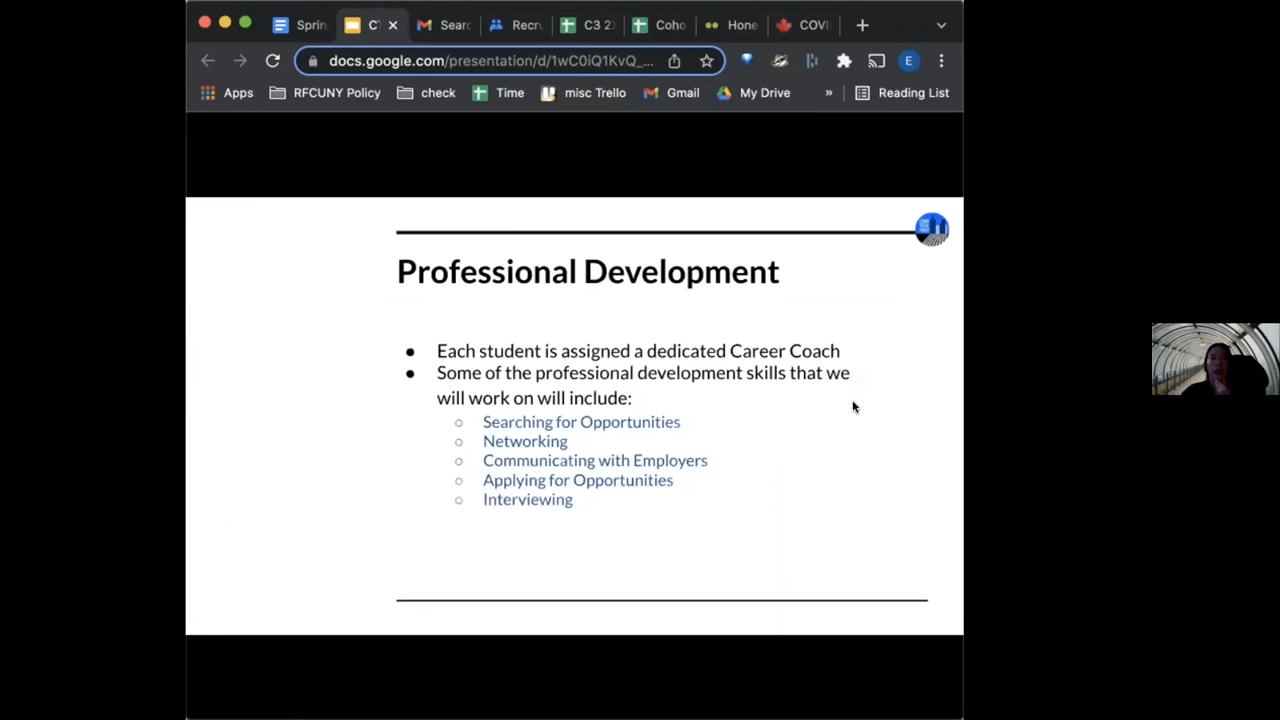 Sprin
C
Searc
Recru
C3 2
Coho
Hone
COVI
docs.google.com/presentation/d/1wC0iQ1KvQ_...
E
Apps
RFCUNY Policy
check
Time
misc Trello
Gmail
My Drive
»
Reading List
Professional Development
● Each student is assigned a dedicated Career Coach
● Some of the professional development skills that we
will work on will include:
○ Searching for Opportunities
○ Networking
○ Communicating with Employers
○ Applying for Opportunities
○ Interviewing